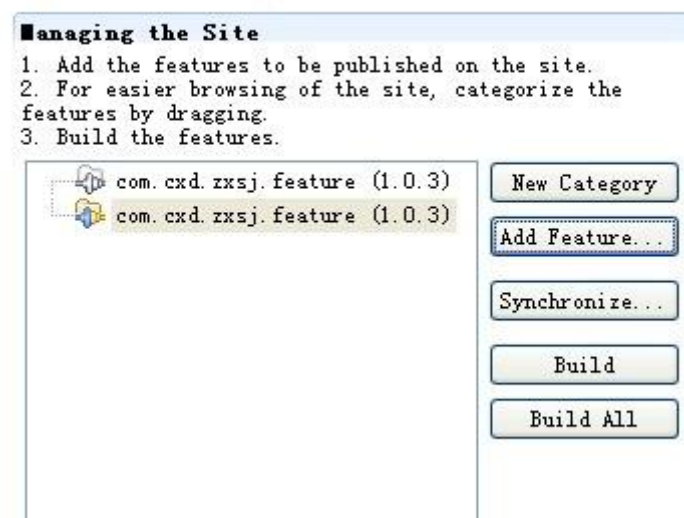 Managing the Site
1. Add the features to be published on the site.
2. For easier browsing of the site, categorize the
features by dragging.
3. Build the features.
com.cxd.zxsj.feature (1.0.3)
com.cxd.zxsj.feature (1.0.3)
New Category
Add Feature...
Synchronize...
Build
Build All